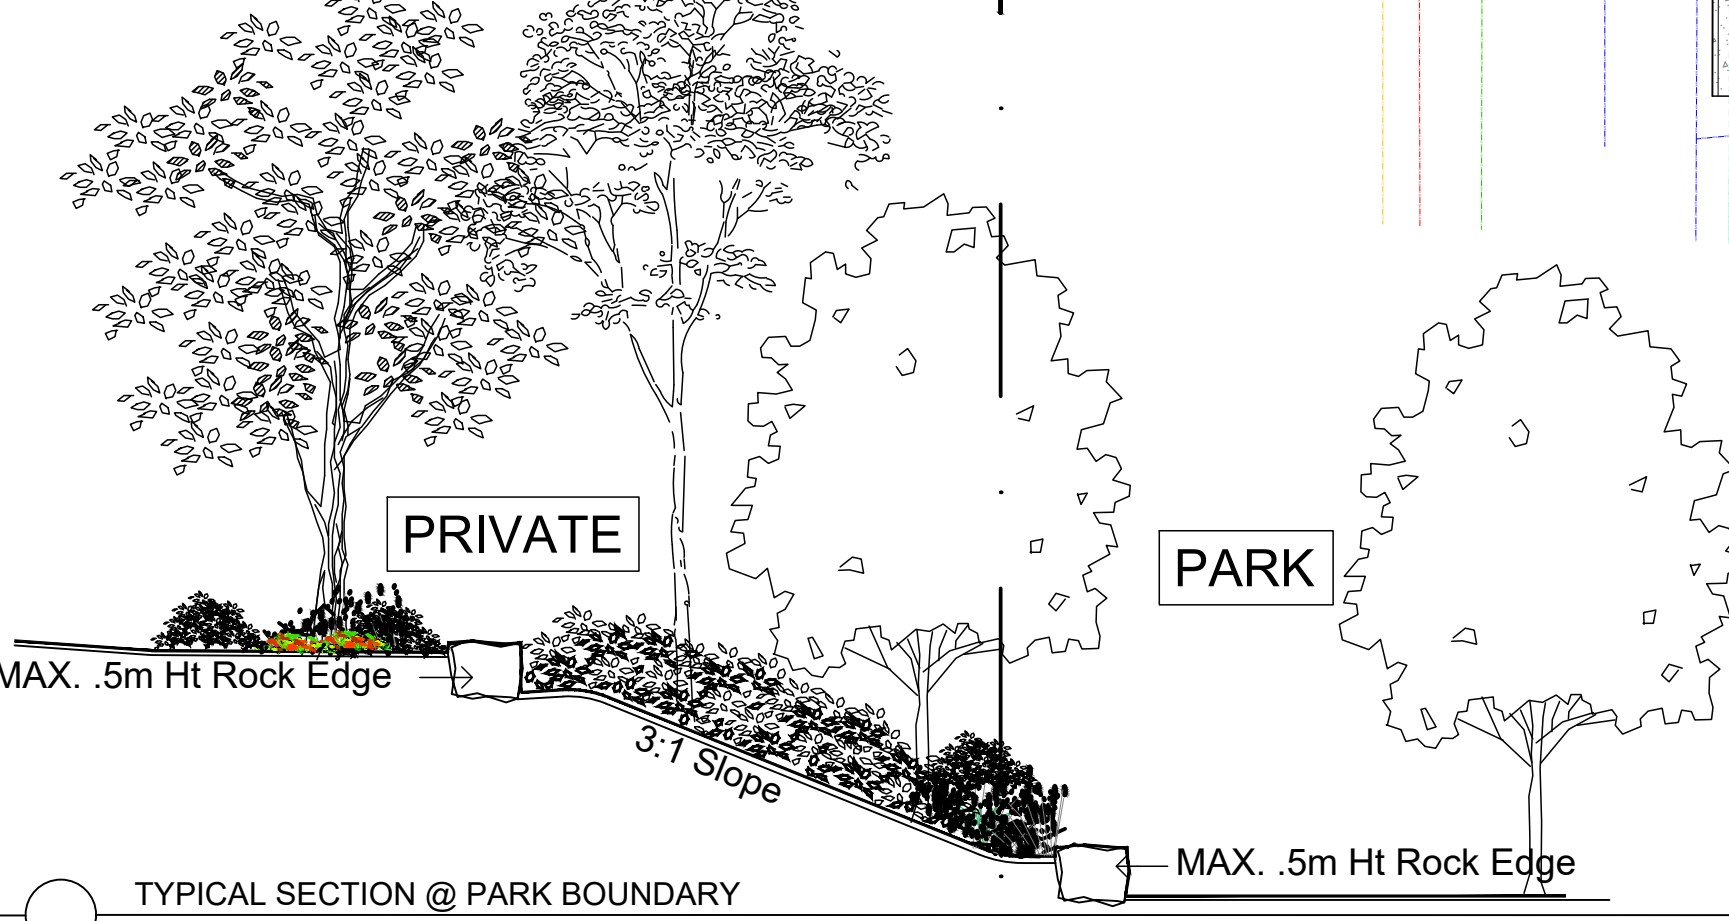 PRIVATE
PARK
MAX. .5m Ht Rock Edge
3:1 Slope
MAX. .5m Ht Rock Edge
TYPICAL SECTION @ PARK BOUNDARY